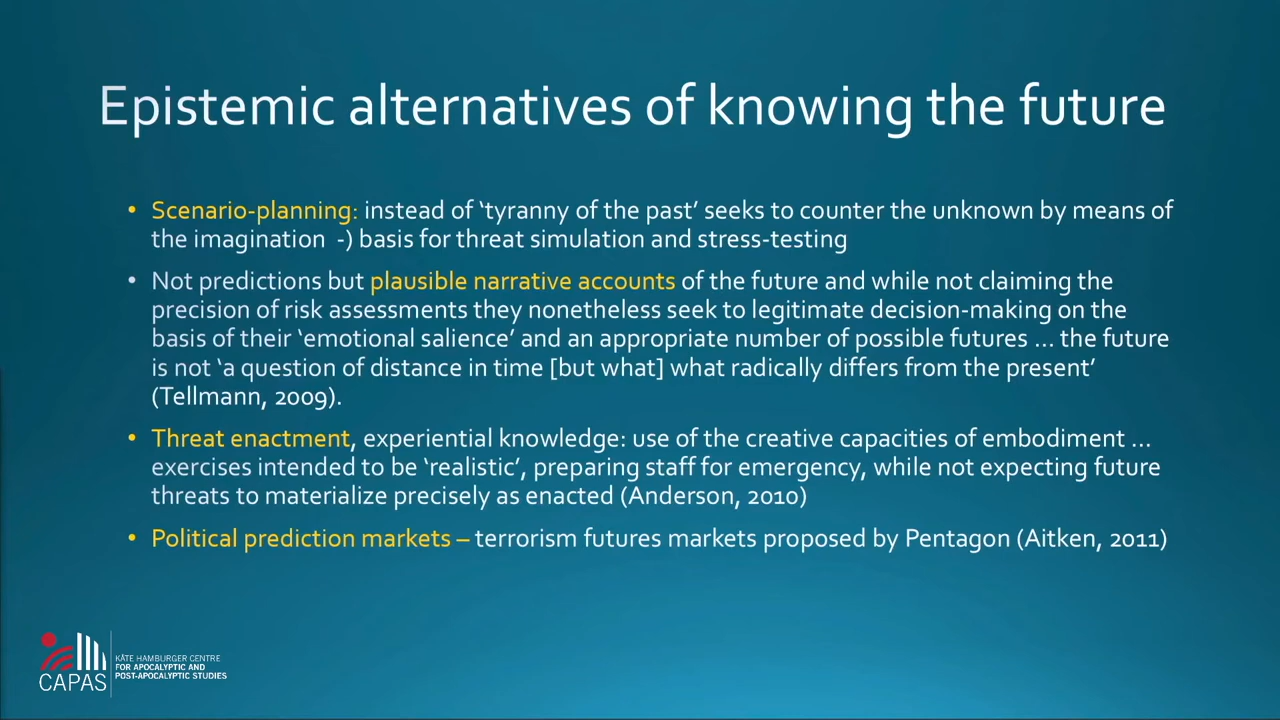 Epistemic alternatives of knowing the future
• Scenario-planning: instead of ‘tyranny of the past’ seeks to counter the unknown by means of
the imagination -) basis for threat simulation and stress-testing
• Not predictions but plausible narrative accounts of the future and while not claiming the
precision of risk assessments they nonetheless seek to legitimate decision-making on the
basis of their ‘emotional salience’ and an appropriate number of possible futures … the future
is not ‘a question of distance in time [but what] what radically differs from the present’
(Tellmann, 2009).
• Threat enactment, experiential knowledge: use of the creative capacities of embodiment …
exercises intended to be ‘realistic’, preparing staff for emergency, while not expecting future
threats to materialize precisely as enacted (Anderson, 2010)
• Political prediction markets – terrorism futures markets proposed by Pentagon (Aitken, 2011)
CAPAS
KÄTE HAMBURGER CENTRE
FOR APOCALYPTIC AND
POST-APOCALYPTIC STUDIES